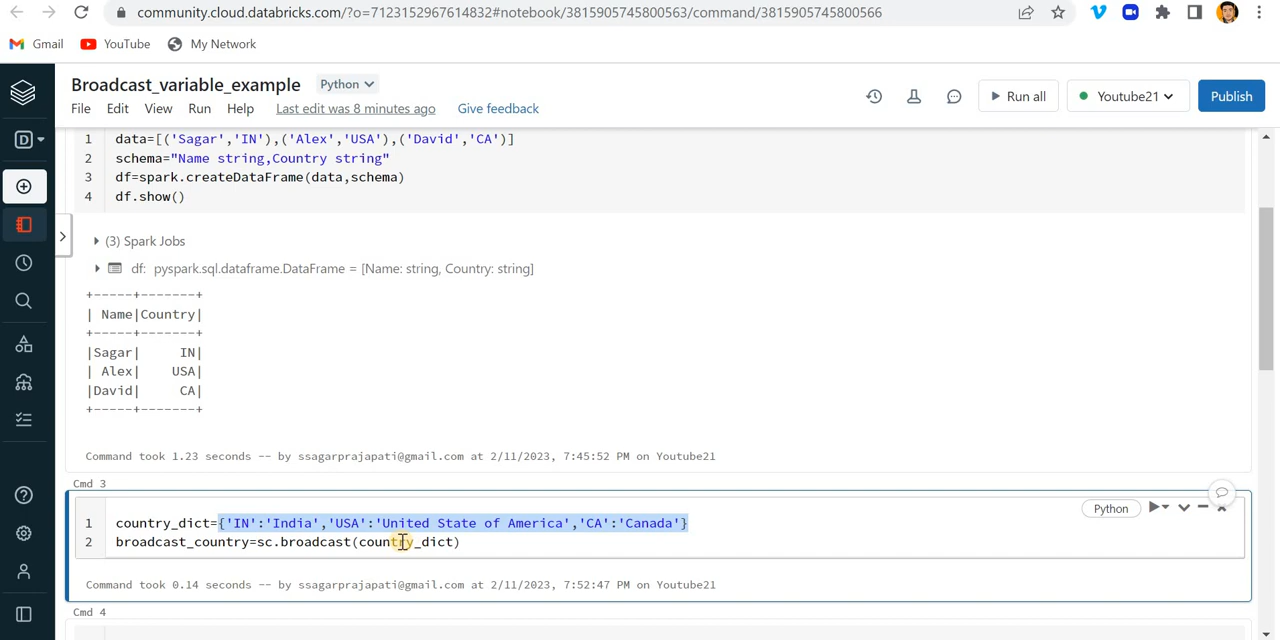 community.cloud.databricks.com/?o=7123152967614832#notebook/3815905745800563/command/3815905745800566
Gmail YouTube My Network
Broadcast_variable_example Python
File Edit View Run Help Last edit was 8 minutes ago Give feedback
Run all Youtube21 Publish
D
1 data=[('Sagar','IN'),('Alex','USA'),('David','CA')]
2 schema="Name string,Country string"
3 df=spark.createDataFrame(data,schema)
4 df.show()
(3) Spark Jobs
df: pyspark.sql.dataframe.DataFrame = [Name: string, Country: string]
+-----+-------+
| Name|Country|
+-----+-------+
|Sagar|     IN|
| Alex|    USA|
|David|     CA|
+-----+-------+
Command took 1.23 seconds -- by ssagarprajapati@gmail.com at 2/11/2023, 7:45:52 PM on Youtube21
Cmd 3
Python
1 country_dict={'IN':'India','USA':'United State of America','CA':'Canada'}
2 broadcast_country=sc.broadcast(country_dict)
Command took 0.14 seconds -- by ssagarprajapati@gmail.com at 2/11/2023, 7:52:47 PM on Youtube21
Cmd 4